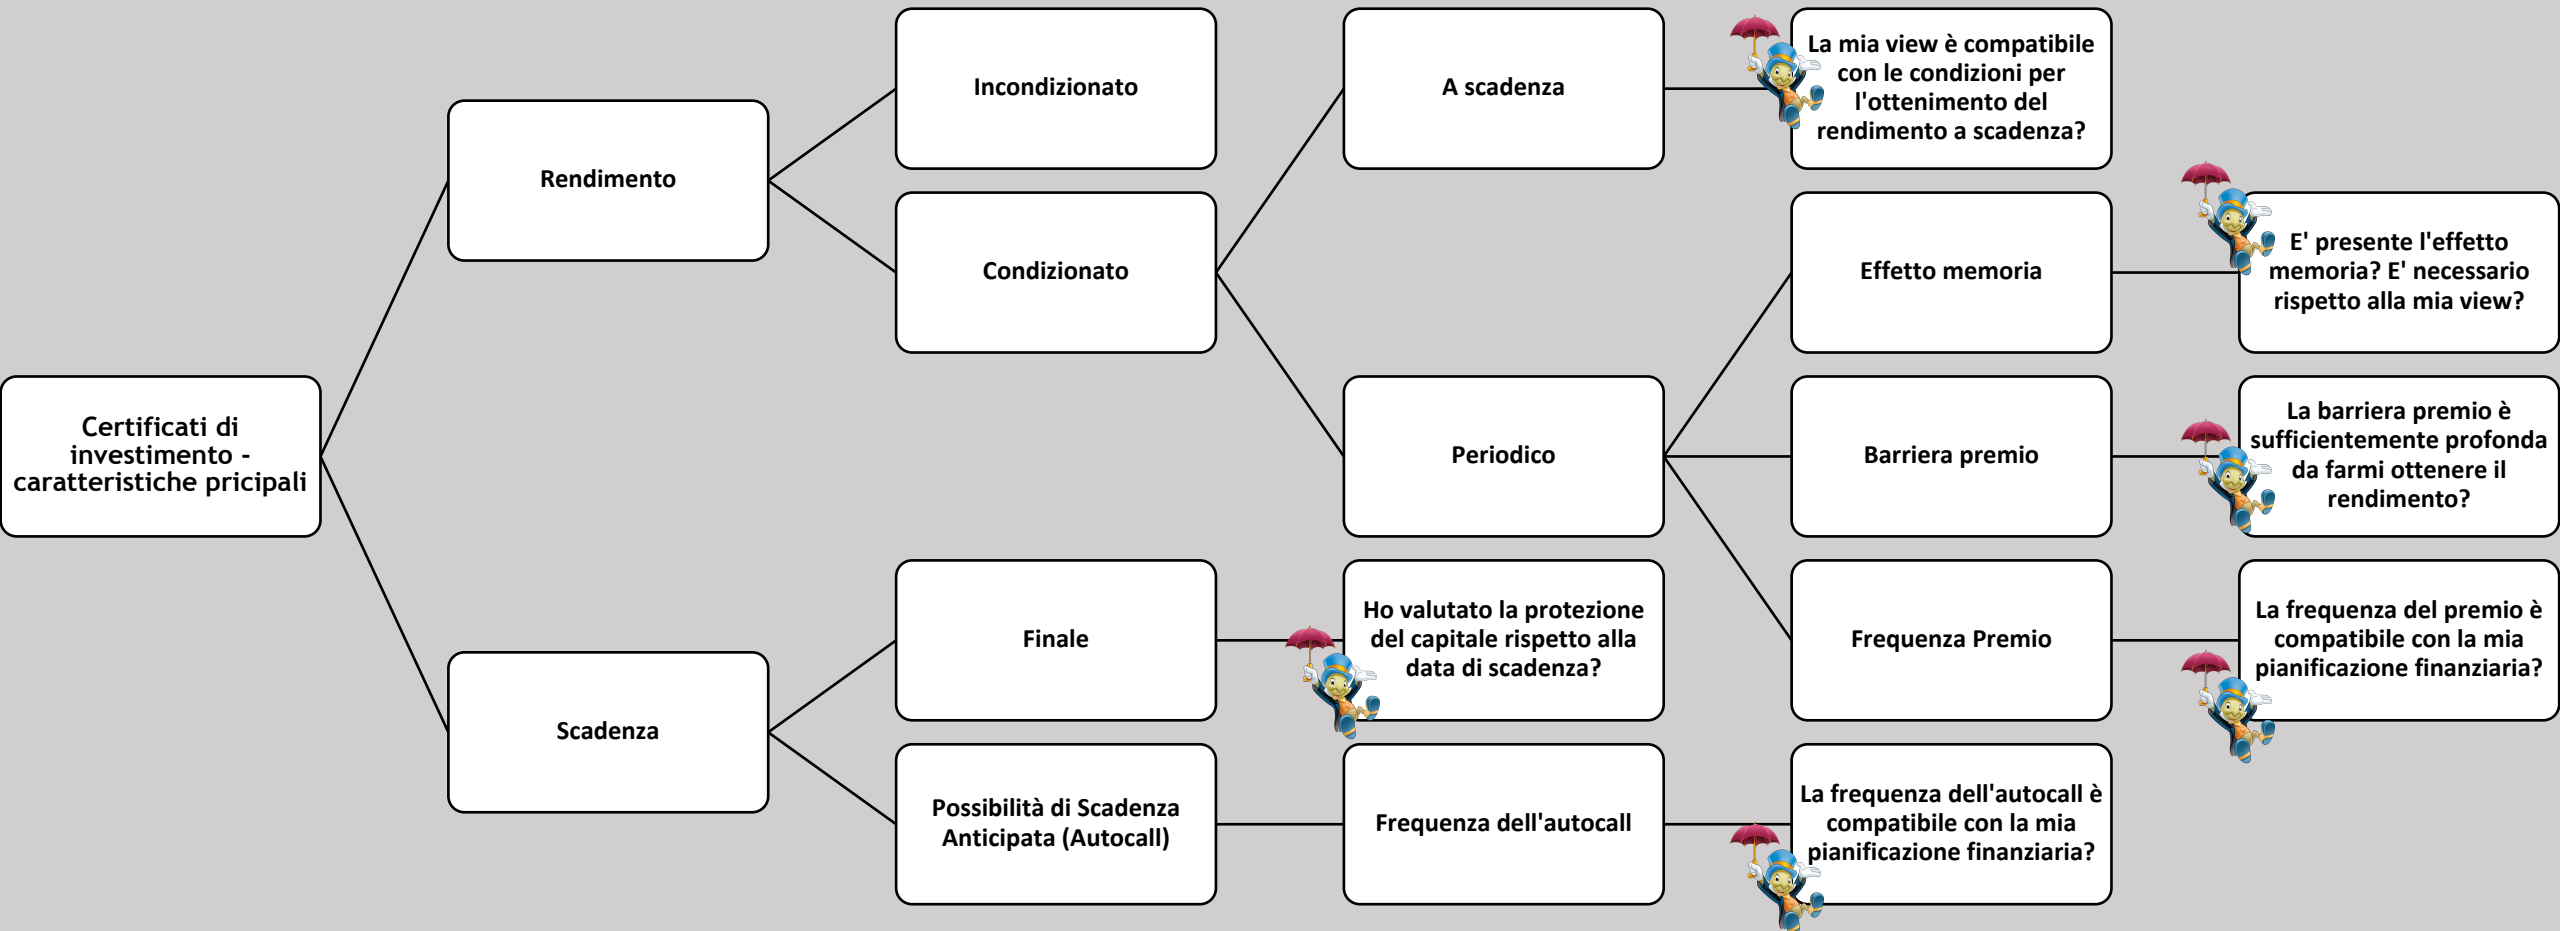 Certificati di
investimento -
caratteristiche pricipali
Rendimento
Incondizionato
Condizionato
A scadenza
La mia view è compatibile
con le condizioni per
l'ottenimento del
rendimento a scadenza?
Periodico
Effetto memoria
E' presente l'effetto
memoria? E' necessario
rispetto alla mia view?
Barriera premio
La barriera premio è
sufficientemente profonda
da farmi ottenere il
rendimento?
Frequenza Premio
La frequenza del premio è
compatibile con la mia
pianificazione finanziaria?
Scadenza
Finale
Ho valutato la protezione
del capitale rispetto alla
data di scadenza?
Possibilità di Scadenza
Anticipata (Autocall)
Frequenza dell'autocall
La frequenza dell'autocall è
compatibile con la mia
pianificazione finanziaria?